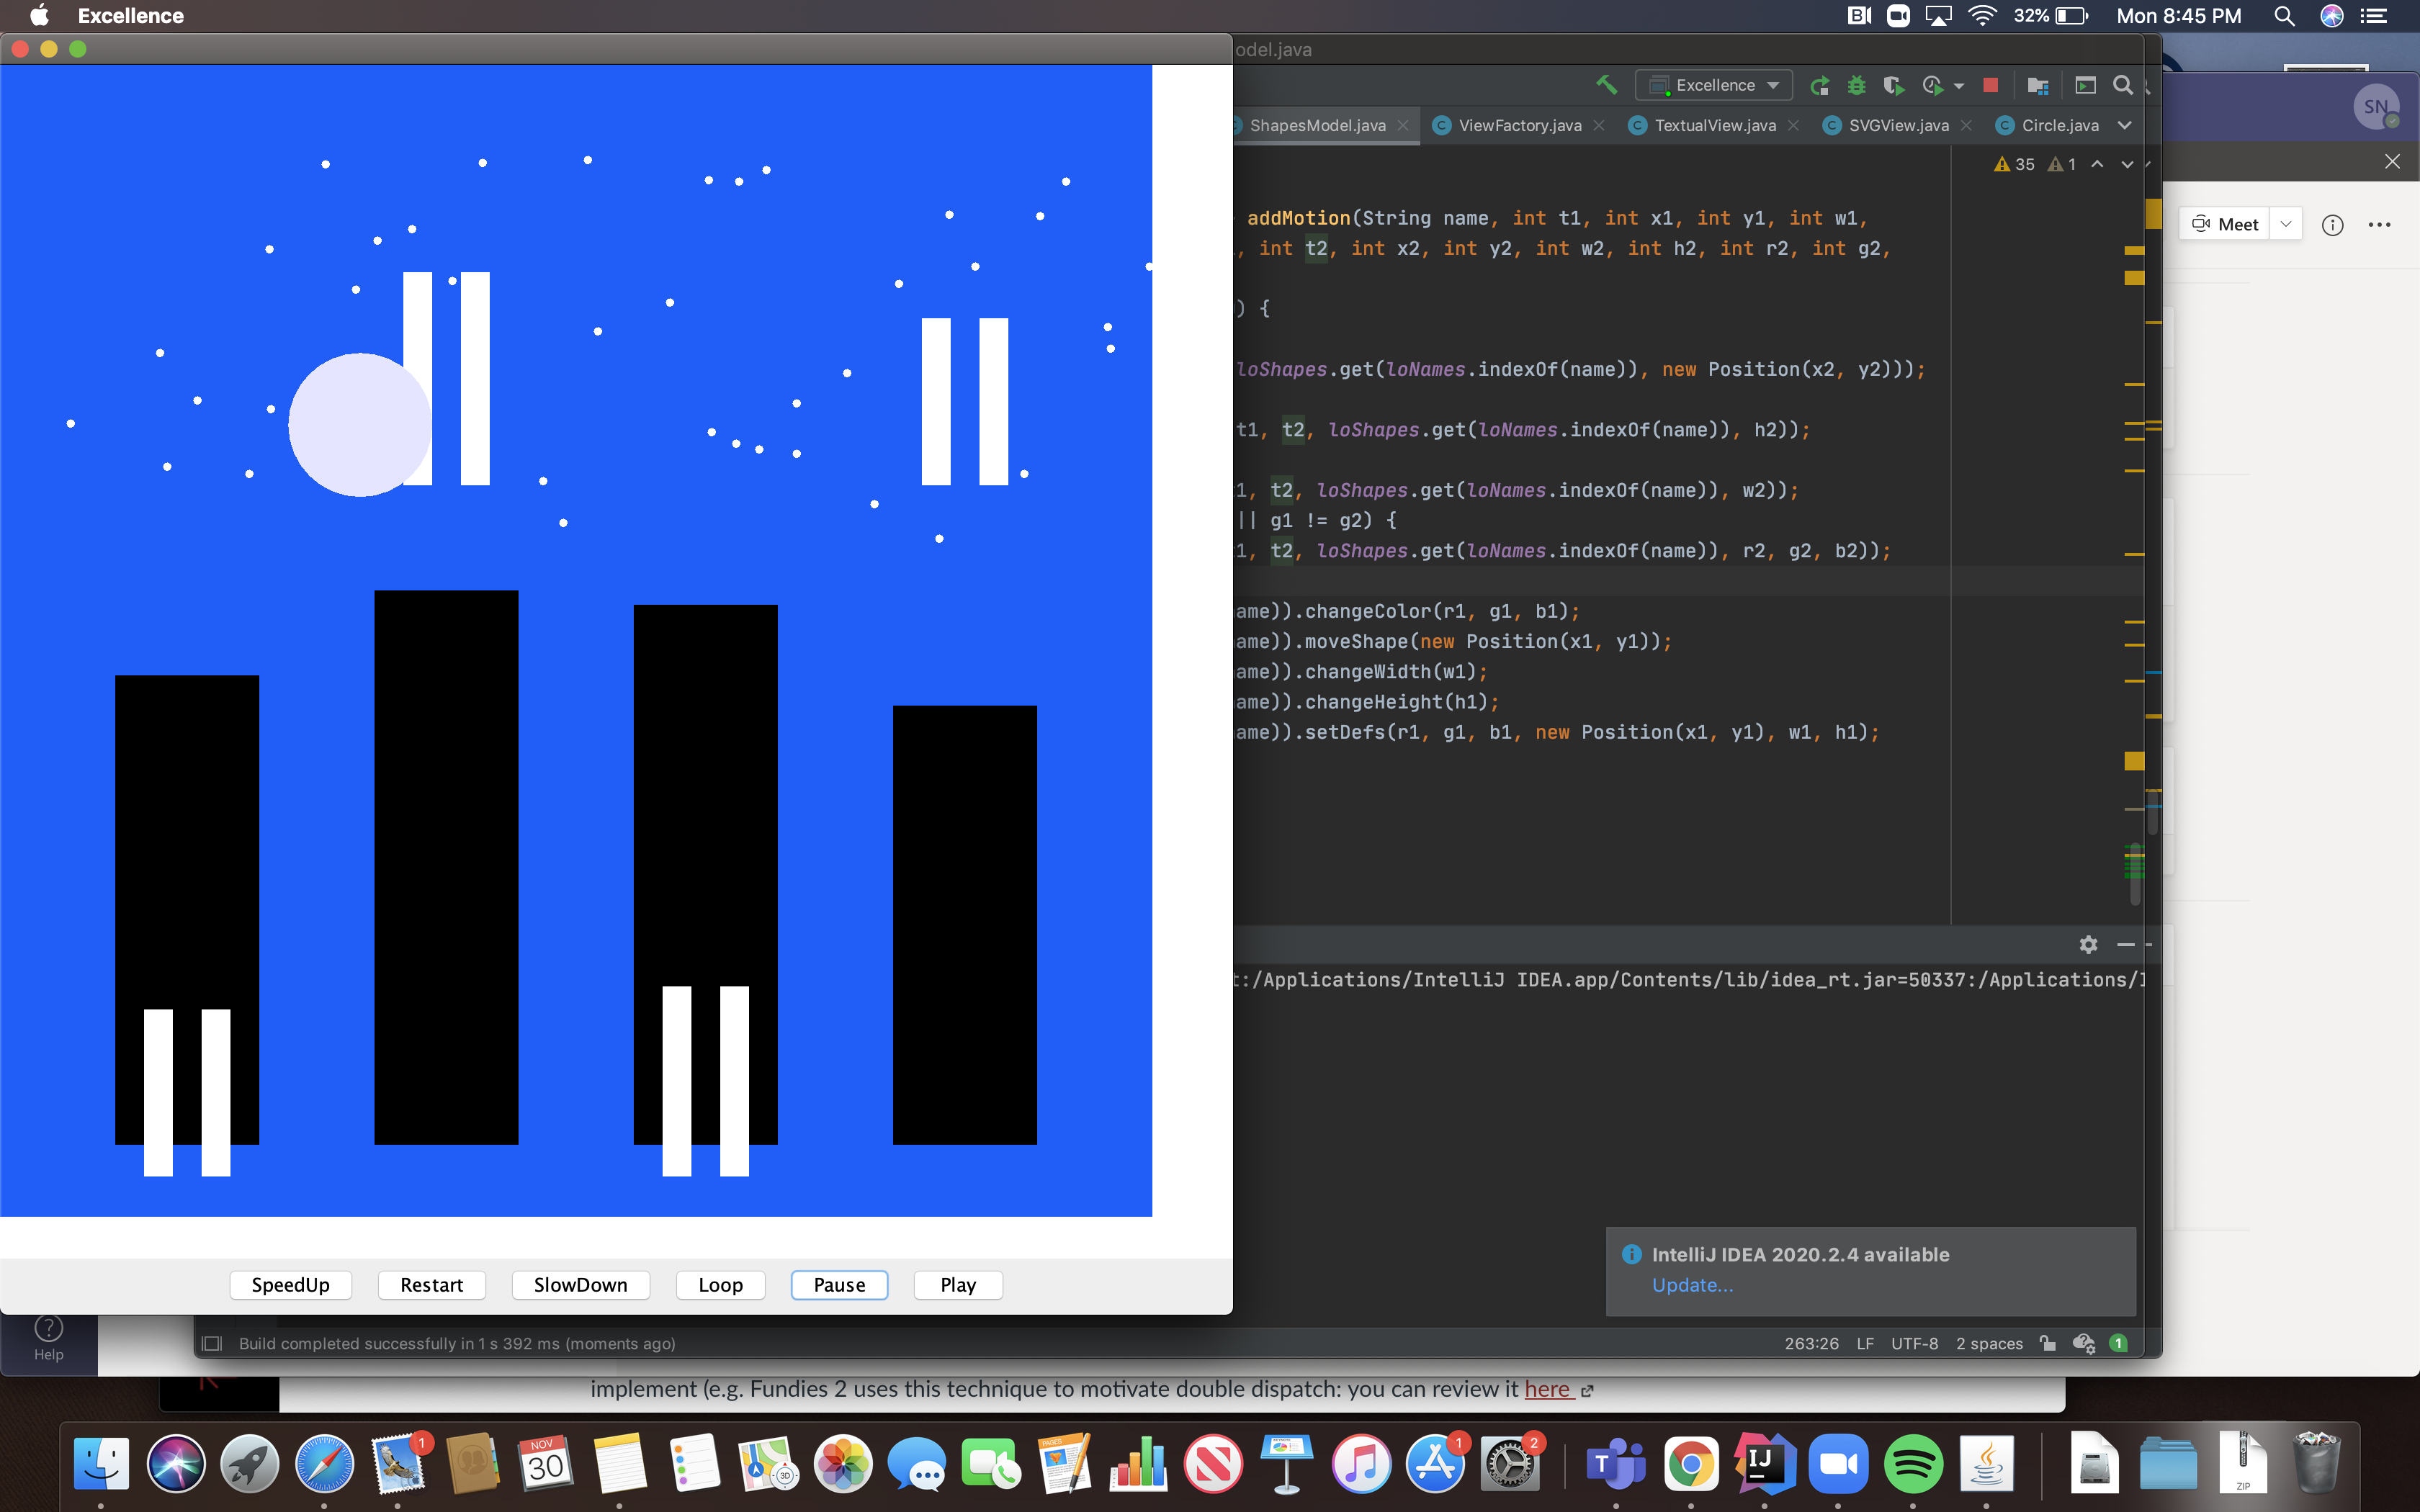 Excellence
B
32%
Mon 8:45 PM
odel.java
Excellence
SN
ShapesModel.java
ViewFactory.java
TextualView.java
SVGView.java
Circle.java
35
1
Meet
addMotion(String name, int t1, int x1, int y1, int w1,
, int t2, int x2, int y2, int w2, int h2, int r2, int g2,
) {
loShapes.get(loNames.indexOf(name)), new Position(x2, y2)));
t1, t2, loShapes.get(loNames.indexOf(name)), h2));
1, t2, loShapes.get(loNames.indexOf(name)), w2));
|| g1 != g2) {
1, t2, loShapes.get(loNames.indexOf(name)), r2, g2, b2));
ame)).changeColor(r1, g1, b1);
ame)).moveShape(new Position(x1, y1));
ame)).changeWidth(w1);
ame)).changeHeight(h1);
ame)).setDefs(r1, g1, b1, new Position(x1, y1), w1, h1);
t:/Applications/IntelliJ IDEA.app/Contents/lib/idea_rt.jar=50337:/Applications/I
IntelliJ IDEA 2020.2.4 available
Update...
SpeedUp
Restart
SlowDown
Loop
Pause
Play
Help
Build completed successfully in 1 s 392 ms (moments ago)
263:26
LF
UTF-8
2 spaces
1
implement (e.g. Fundies 2 uses this technique to motivate double dispatch: you can review it here
1
NOV
30
3D
PAGES
1
2
T
IJ
ZIP